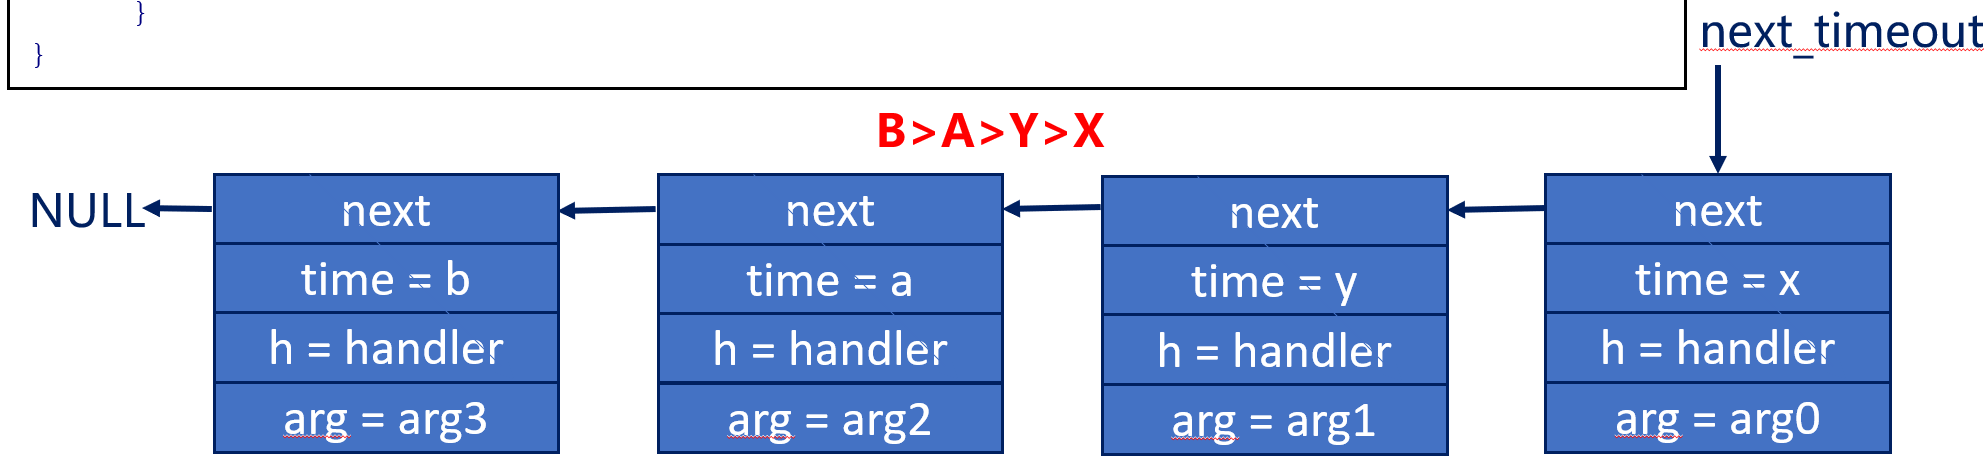 }
}
next_timeout
B>A>Y>X
NULL
next
time = b
h = handler
arg = arg3
next
time = a
h = handler
arg = arg2
next
time = y
h = handler
arg = arg1
next
time = x
h = handler
arg = arg0